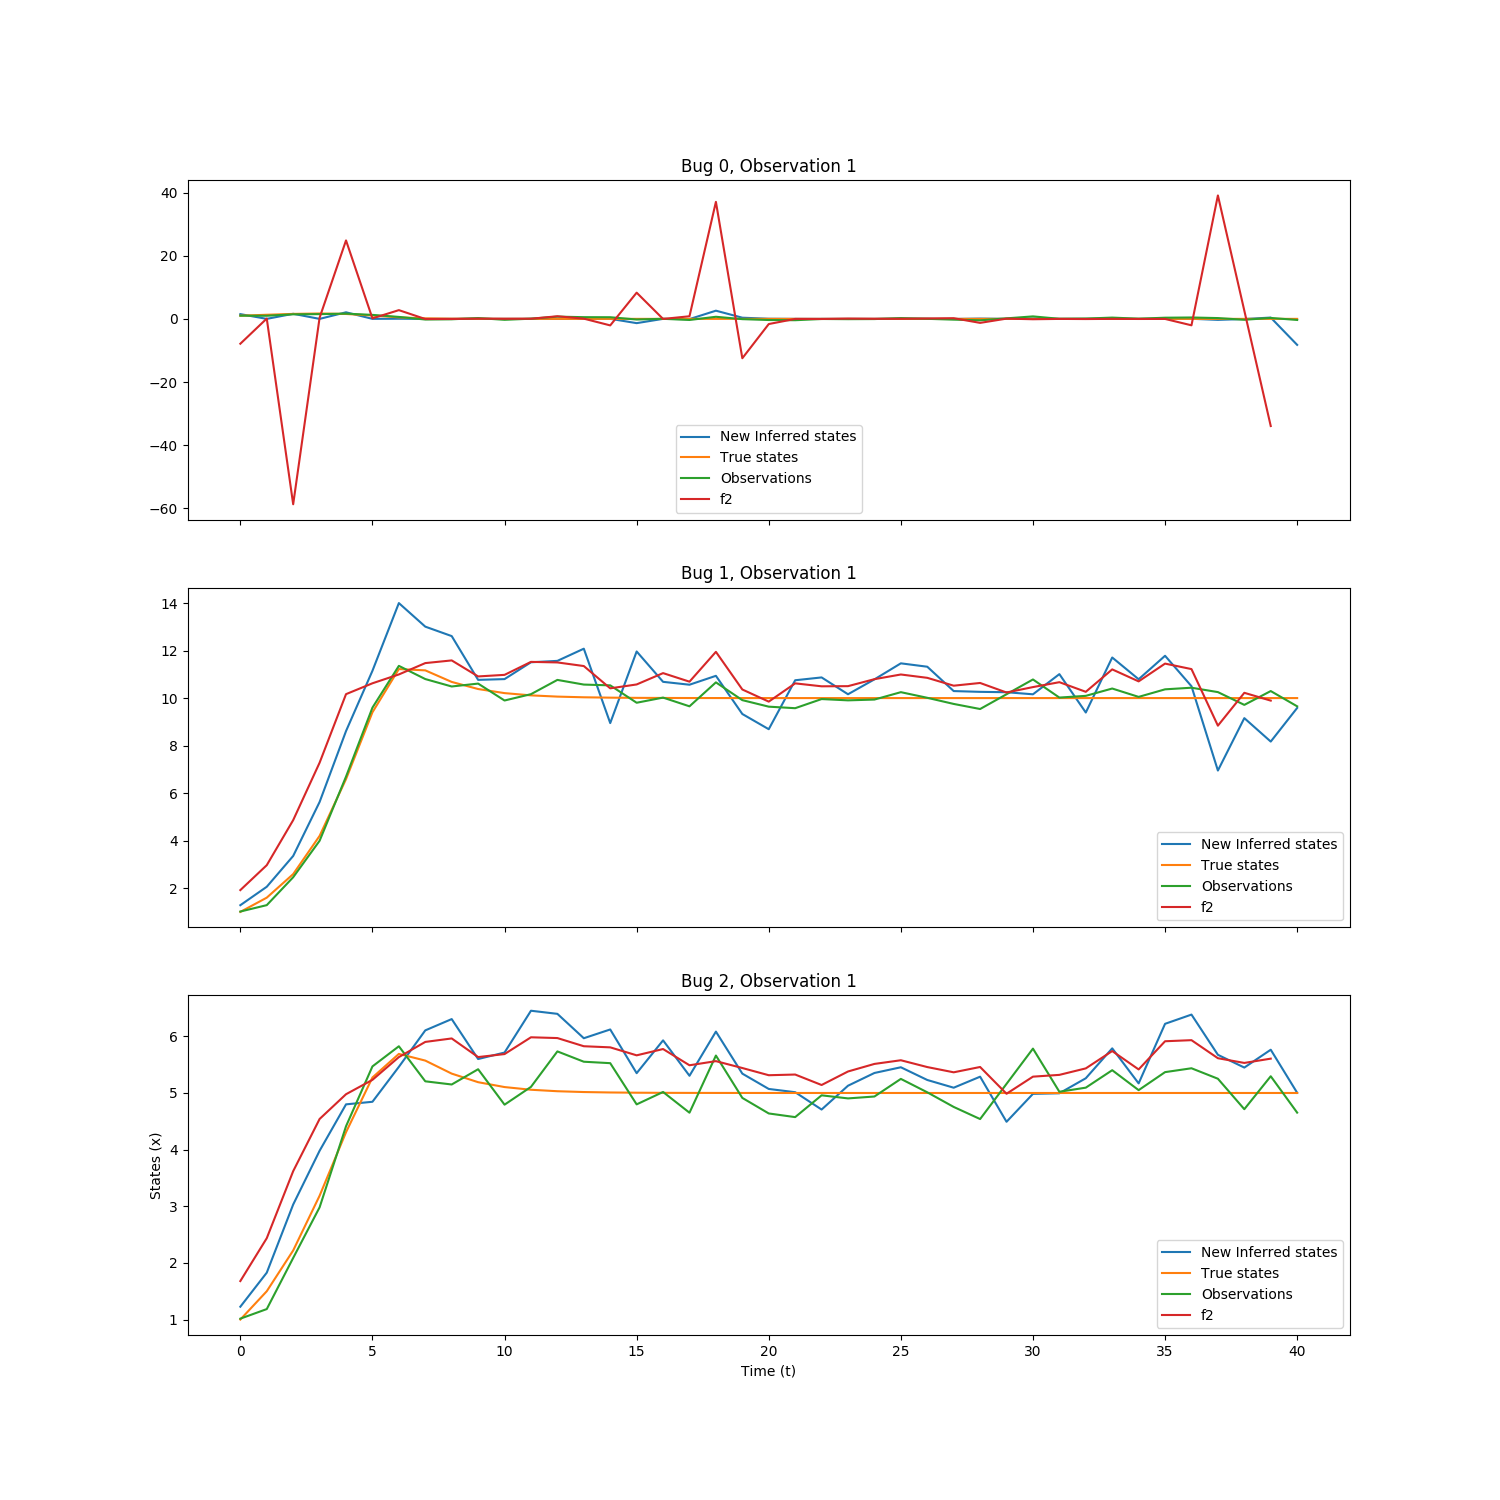 Bug 0, Observation 1
40
20
0
−20
−40
−60
New Inferred states
True states
Observations
f2
Bug 1, Observation 1
14
12
10
8
6
4
2
New Inferred states
True states
Observations
f2
Bug 2, Observation 1
6
5
4
3
2
1
States (x)
New Inferred states
True states
Observations
f2
0 5 10 15 20 25 30 35 40
Time (t)